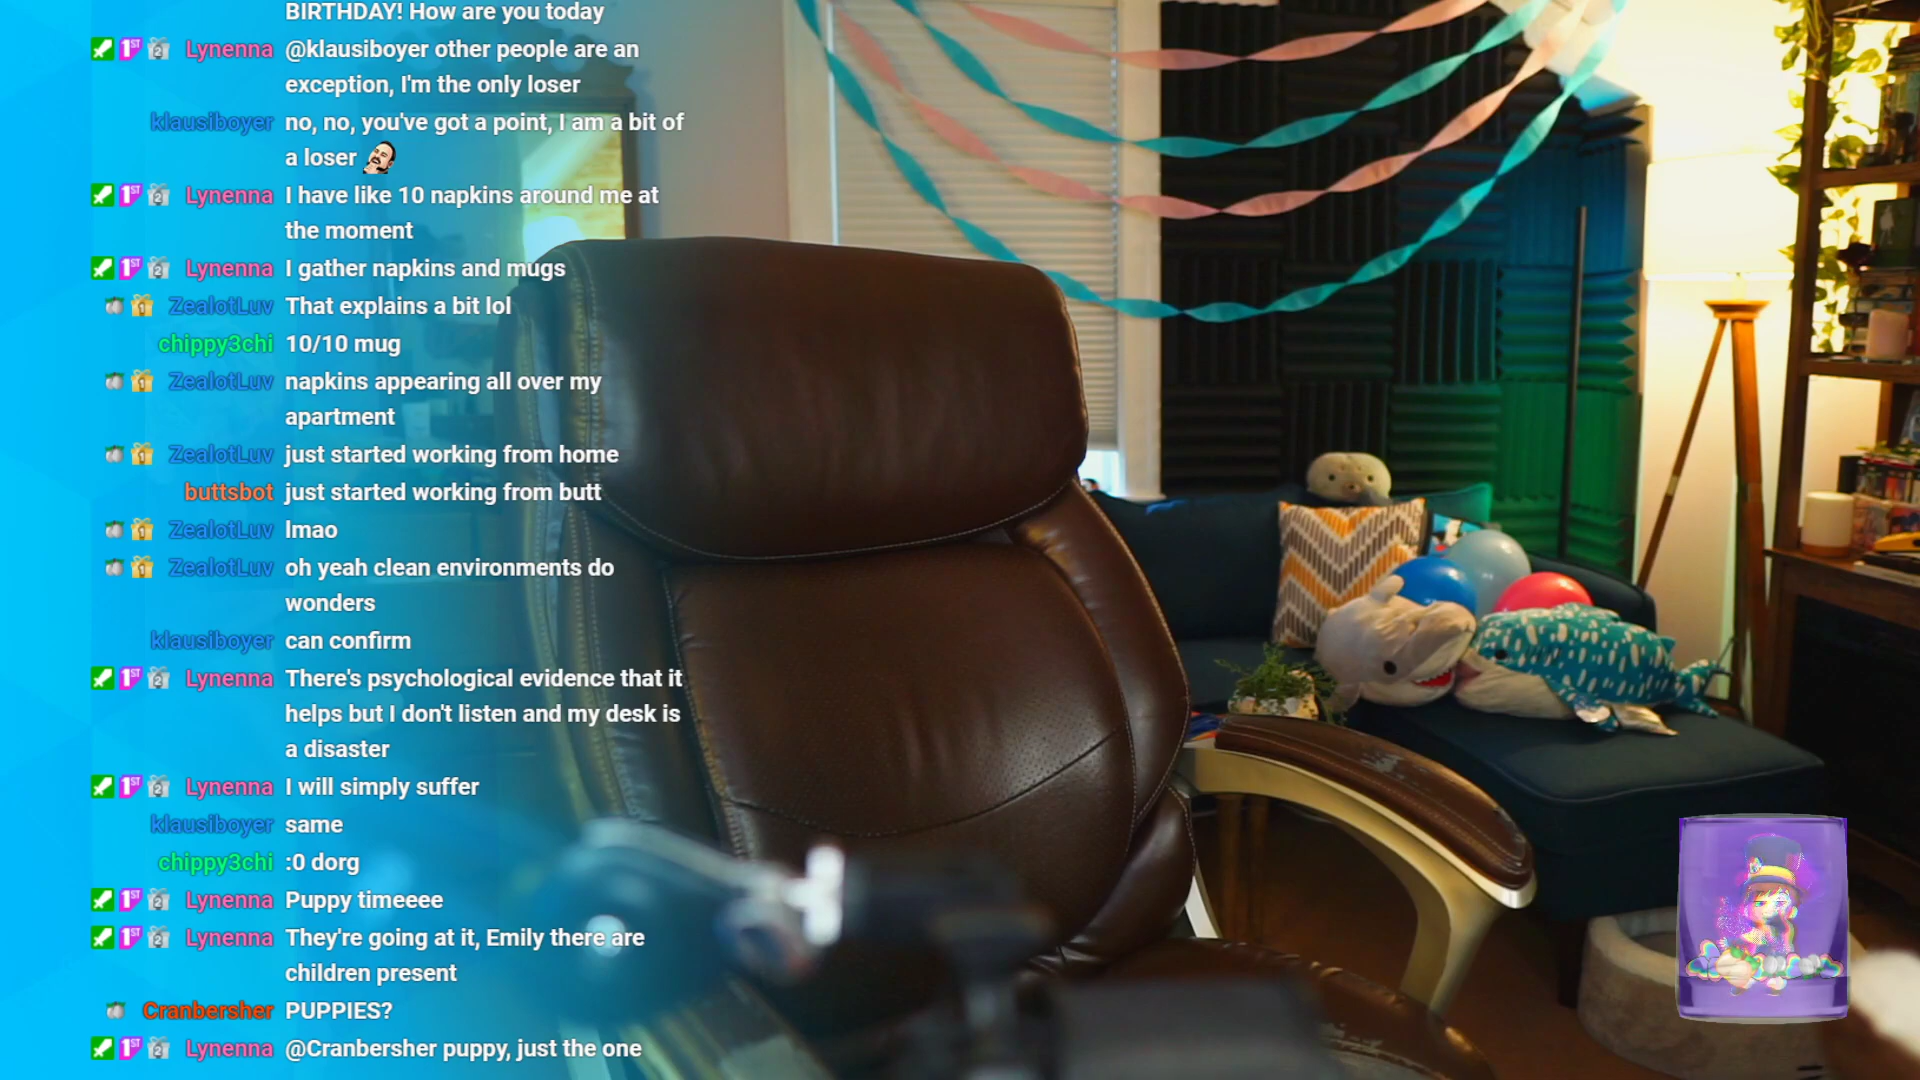 BIRTHDAY! How are you today
Lynenna @klausiboyer other people are an
exception, I'm the only loser
klausiboyer no, no, you've got a point, I am a bit of
a loser
Lynenna I have like 10 napkins around me at
the moment
Lynenna I gather napkins and mugs
ZealotLuv That explains a bit lol
chippy3chi 10/10 mug
ZealotLuv napkins appearing all over my
apartment
ZealotLuv just started working from home
buttsbot just started working from butt
ZealotLuv lmao
ZealotLuv oh yeah clean environments do
wonders
klausiboyer can confirm
Lynenna There's psychological evidence that it
helps but I don't listen and my desk is
a disaster
Lynenna I will simply suffer
klausiboyer same
chippy3chi :0 dorg
Lynenna Puppy timeeee
Lynenna They're going at it, Emily there are
children present
Cranbersher PUPPIES?
Lynenna @Cranbersher puppy, just the one